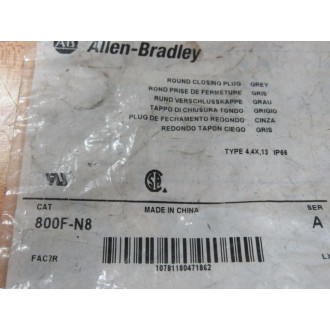 AB Allen-Bradley
ROUND CLOSING PLUG GREY
ROND PRISE DE FERMETURE GRIS
RUND VERSCHLUSSKAPPE GRAU
TAPPO DI CHIUSURA TONDO GRIGIO
PLUG DE FECHAMENTO REDONDO CINZA
REDONDO TAPON CIEGO GRIS
TYPE 4,4X,13 IP66
CAT
MADE IN CHINA
SER
800F-N8
A
FAC7R
10781180471862